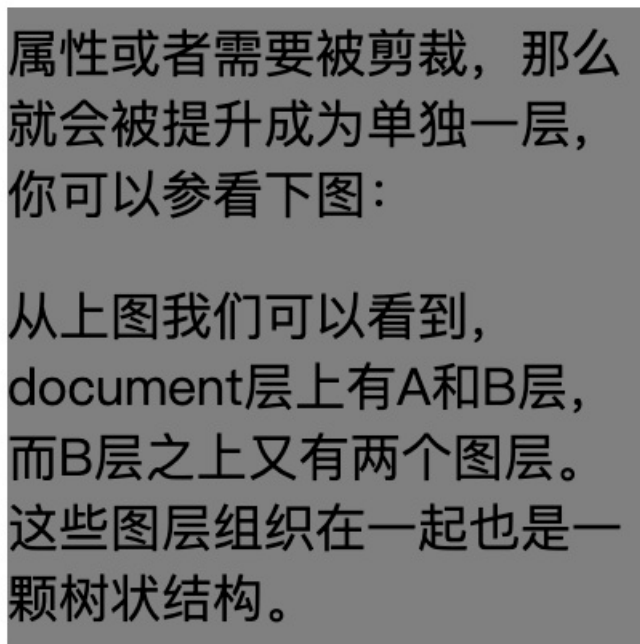 属性或者需要被剪裁，那么
就会被提升成为单独一层，
你可以参看下图：
从上图我们可以看到，
document层上有A和B层，
而B层之上又有两个图层。
这些图层组织在一起也是一
颗树状结构。